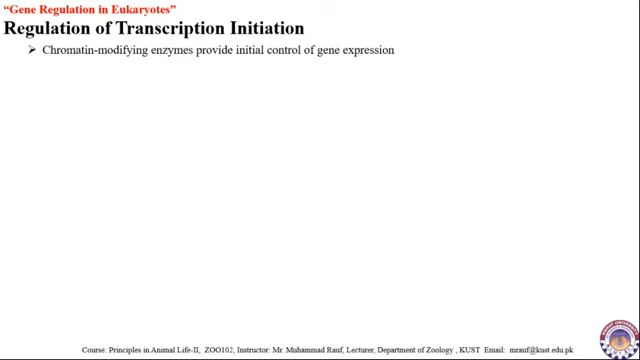 “Gene Regulation in Eukaryotes”
Regulation of Transcription Initiation
➢ Chromatin-modifying enzymes provide initial control of gene expression
Course: Principles in Animal Life-II, ZOO102, Instructor: Mr. Muhammad Rauf, Lecturer, Department of Zoology , KUST Email: mrauf@kust.edu.pk